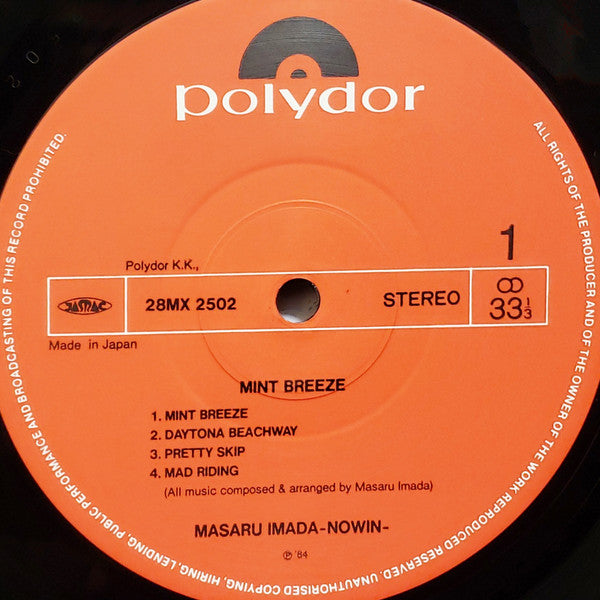 polydor
1
Polydor K.K.,
JASRAC
28MX 2502
STEREO
33 1/3
Made in Japan
MINT BREEZE
1. MINT BREEZE
2. DAYTONA BEACHWAY
3. PRETTY SKIP
4. MAD RIDING
(All music composed & arranged by Masaru Imada)
MASARU IMADA-NOWIN-
℗ '84
ALL RIGHTS OF THE PRODUCER AND OF THE OWNER OF THE WORK REPRODUCED RESERVED. UNAUTHORISED COPYING, HIRING, LENDING, PUBLIC PERFORMANCE AND BROADCASTING OF THIS RECORD PROHIBITED.